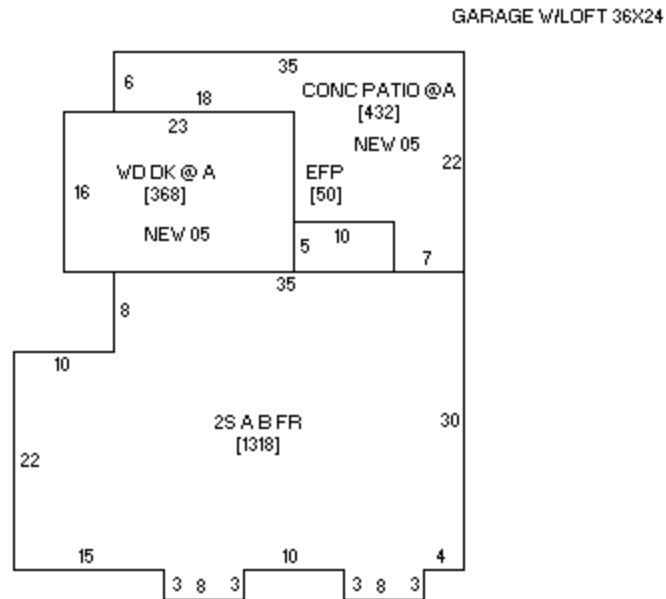 GARAGE W/LOFT 36X24
35
6
CONC PATIO @A
18
[432]
23
NEW 05
22
WD DK @ A
EFP
16
[368]
[50]
NEW 05
10
5
7
35
8
10
2S A B FR
30
[1318]
22
15
10
4
3 8 3
3 8 3